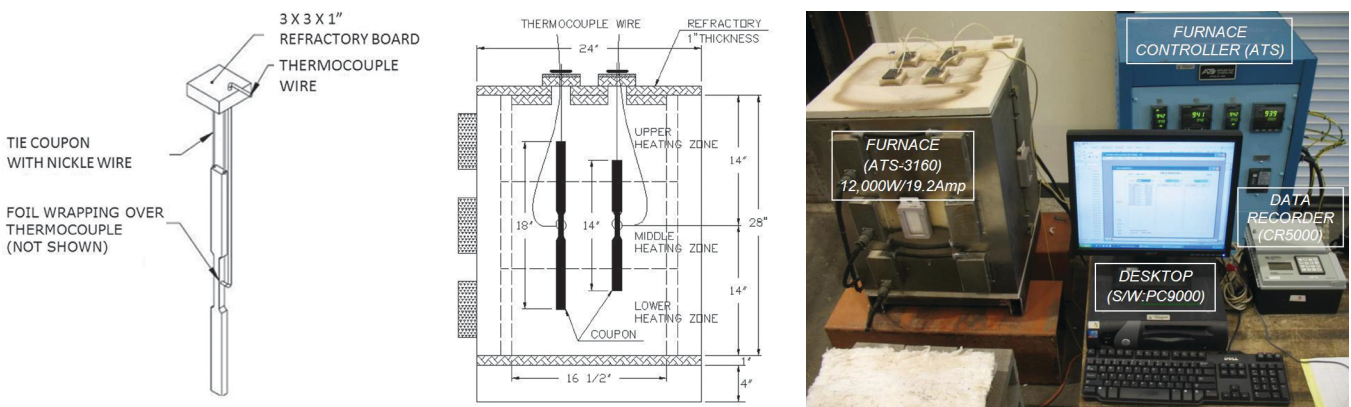 3 X 3 X 1"
REFRACTORY BOARD
THERMOCOUPLE
WIRE
TIE COUPON
WITH NICKLE WIRE
FOIL WRAPPING OVER
THERMOCOUPLE
(NOT SHOWN)
THERMOCOUPLE WIRE
REFRACTORY
1" THICKNESS
24"
UPPER
HEATING ZONE
14"
18"
14"
28"
MIDDLE
HEATING ZONE
14"
LOWER
HEATING ZONE
COUPON
16 1/2"
1"
4"
FURNACE
CONTROLLER (ATS)
941
939
FURNACE
(ATS-3160)
12,000W/19.2Amp
DATA
RECORDER
(CR5000)
DESKTOP
(S/W:PC9000)
DELL